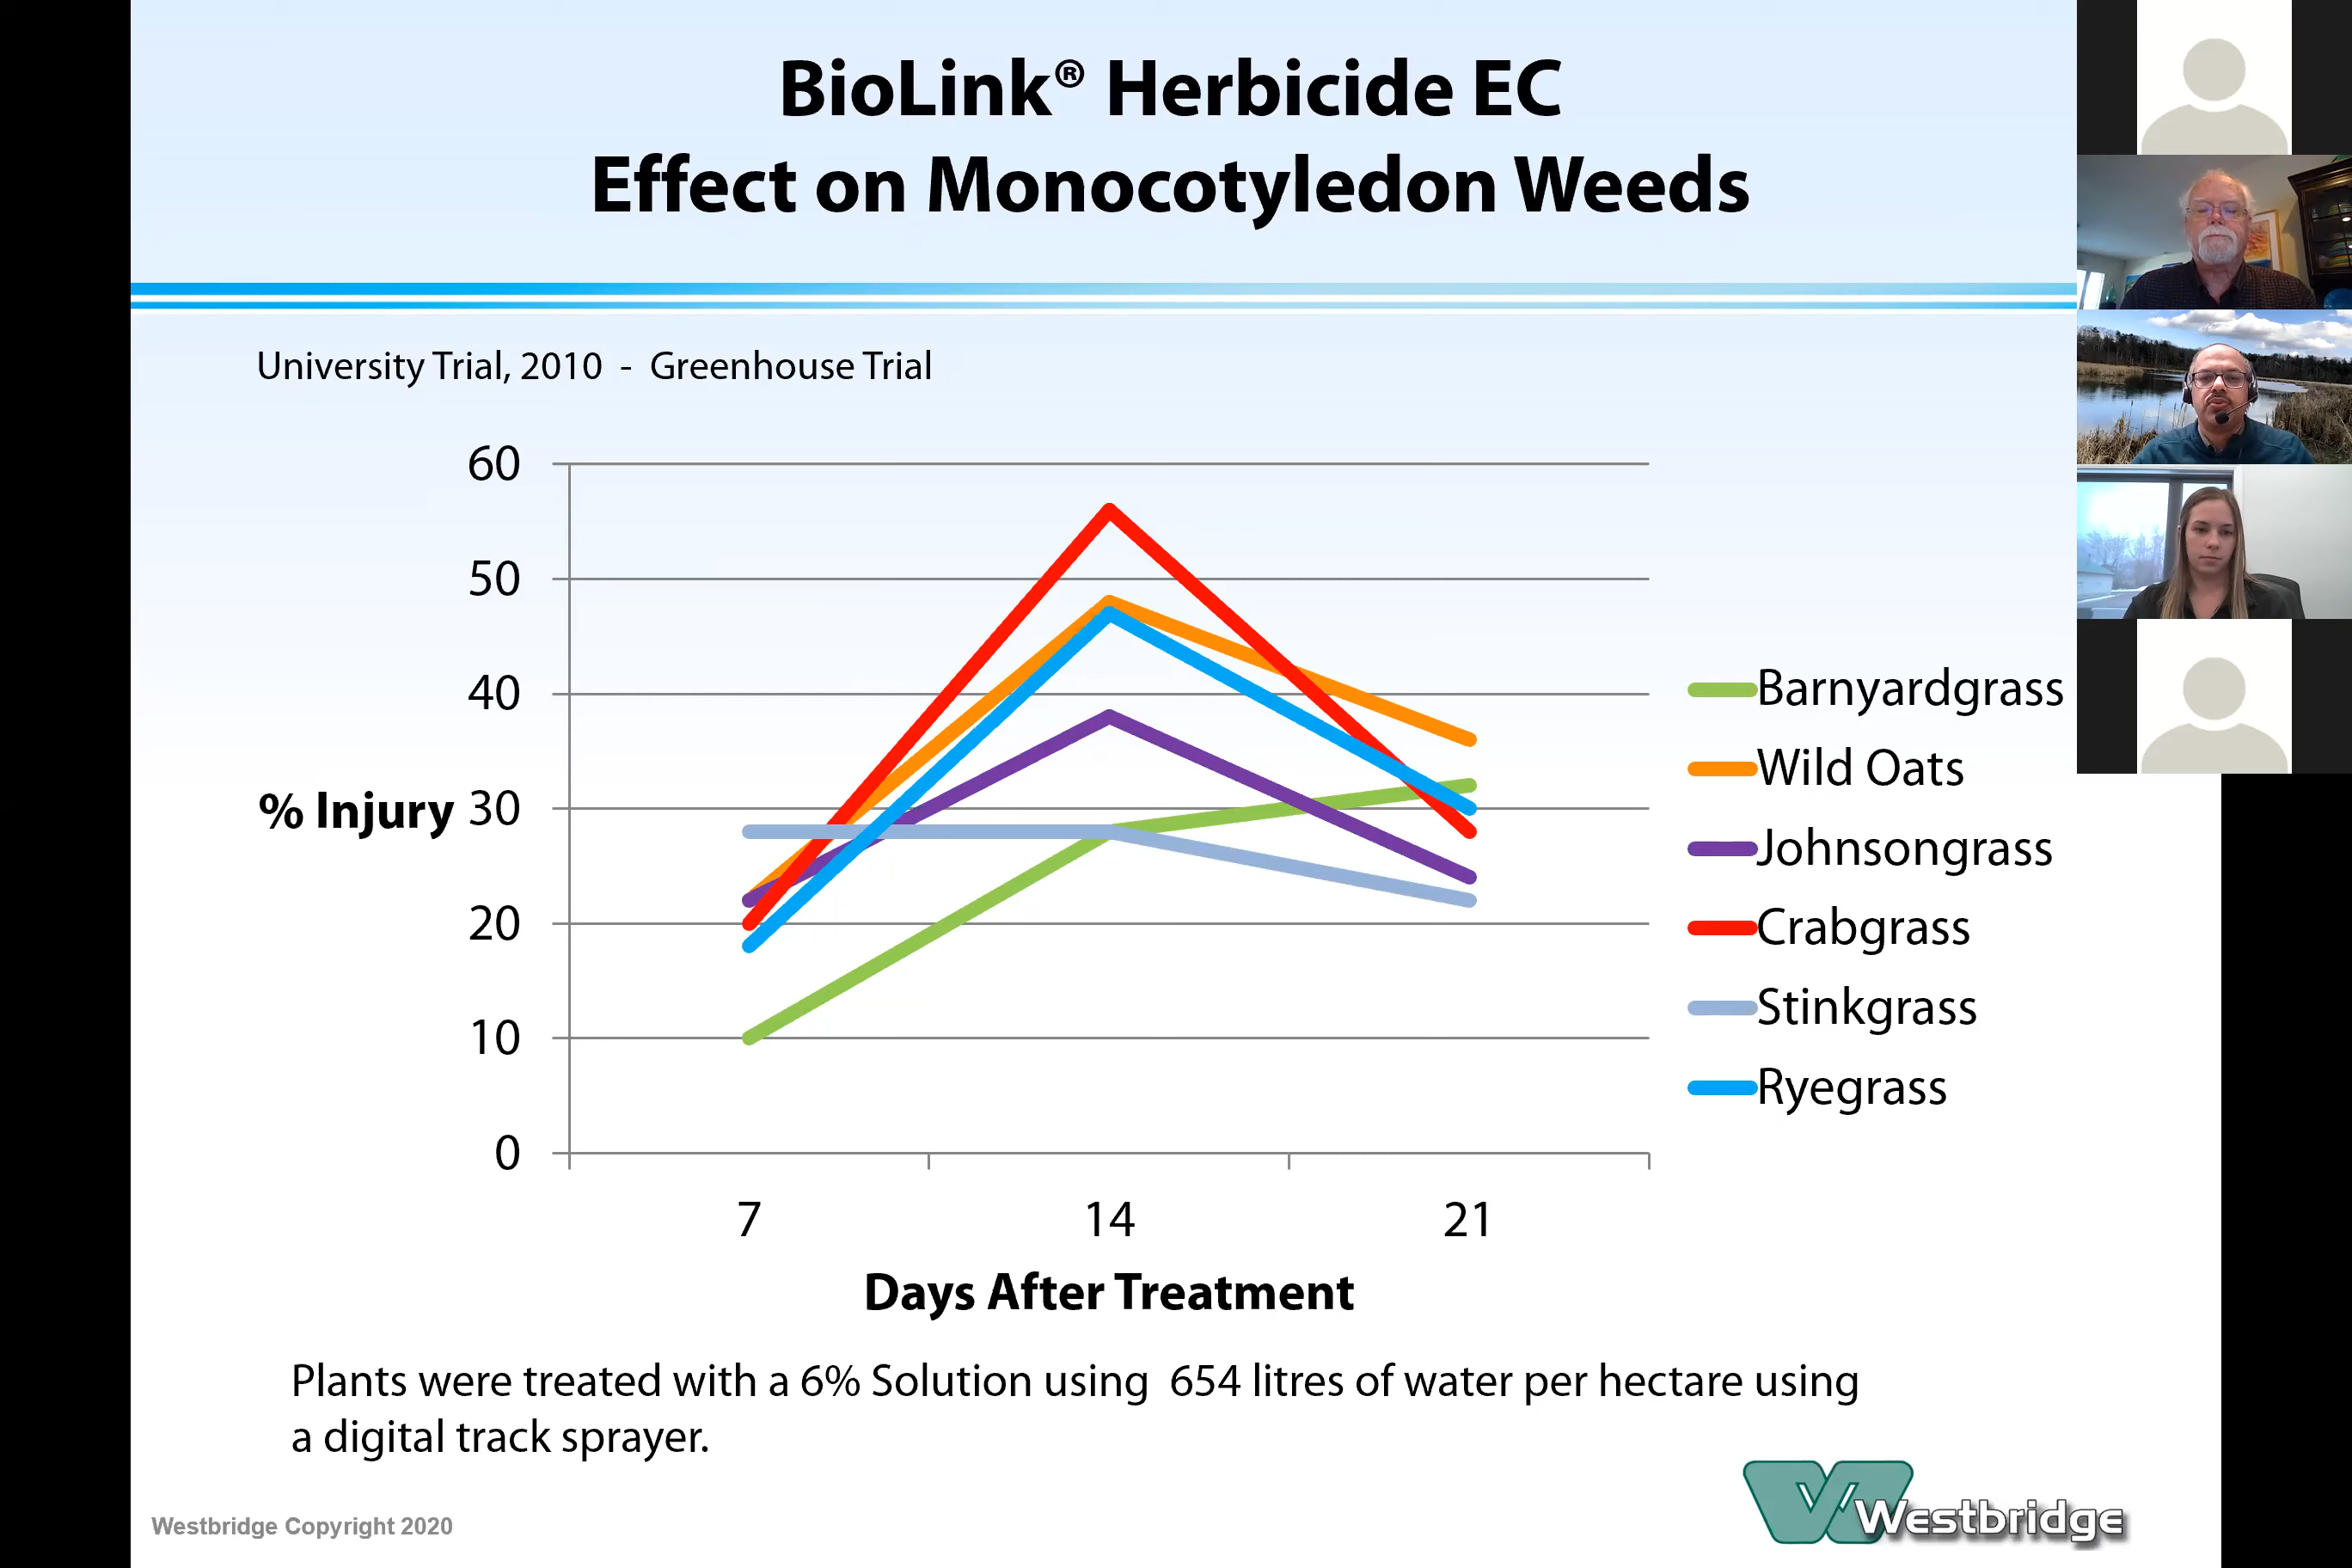 BioLink® Herbicide EC
Effect on Monocotyledon Weeds
University Trial, 2010 - Greenhouse Trial
60
50
40
% Injury 30
20
10
0
7 14 21
Days After Treatment
Barnyardgrass
Wild Oats
Johnsongrass
Crabgrass
Stinkgrass
Ryegrass
Plants were treated with a 6% Solution using 654 litres of water per hectare using
a digital track sprayer.
Westbridge Copyright 2020
Westbridge